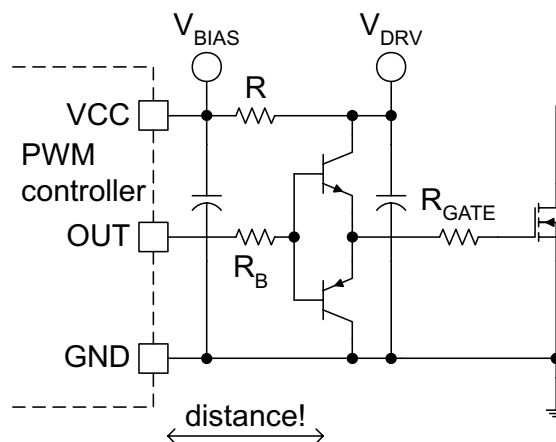 V_BIAS V_DRV
VCC R
PWM
controller
R_GATE
OUT
R_B
GND
distance!